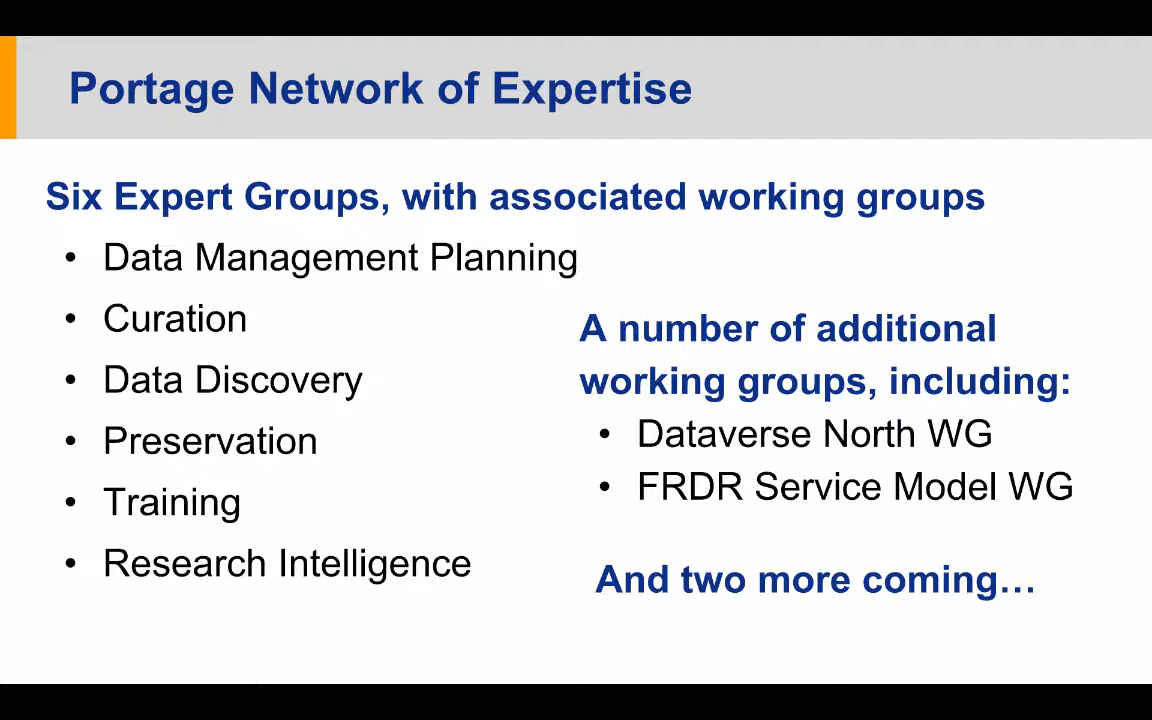 Portage Network of Expertise
Six Expert Groups, with associated working groups
• Data Management Planning
• Curation
• Data Discovery
• Preservation
• Training
• Research Intelligence
A number of additional
working groups, including:
• Dataverse North WG
• FRDR Service Model WG
And two more coming…